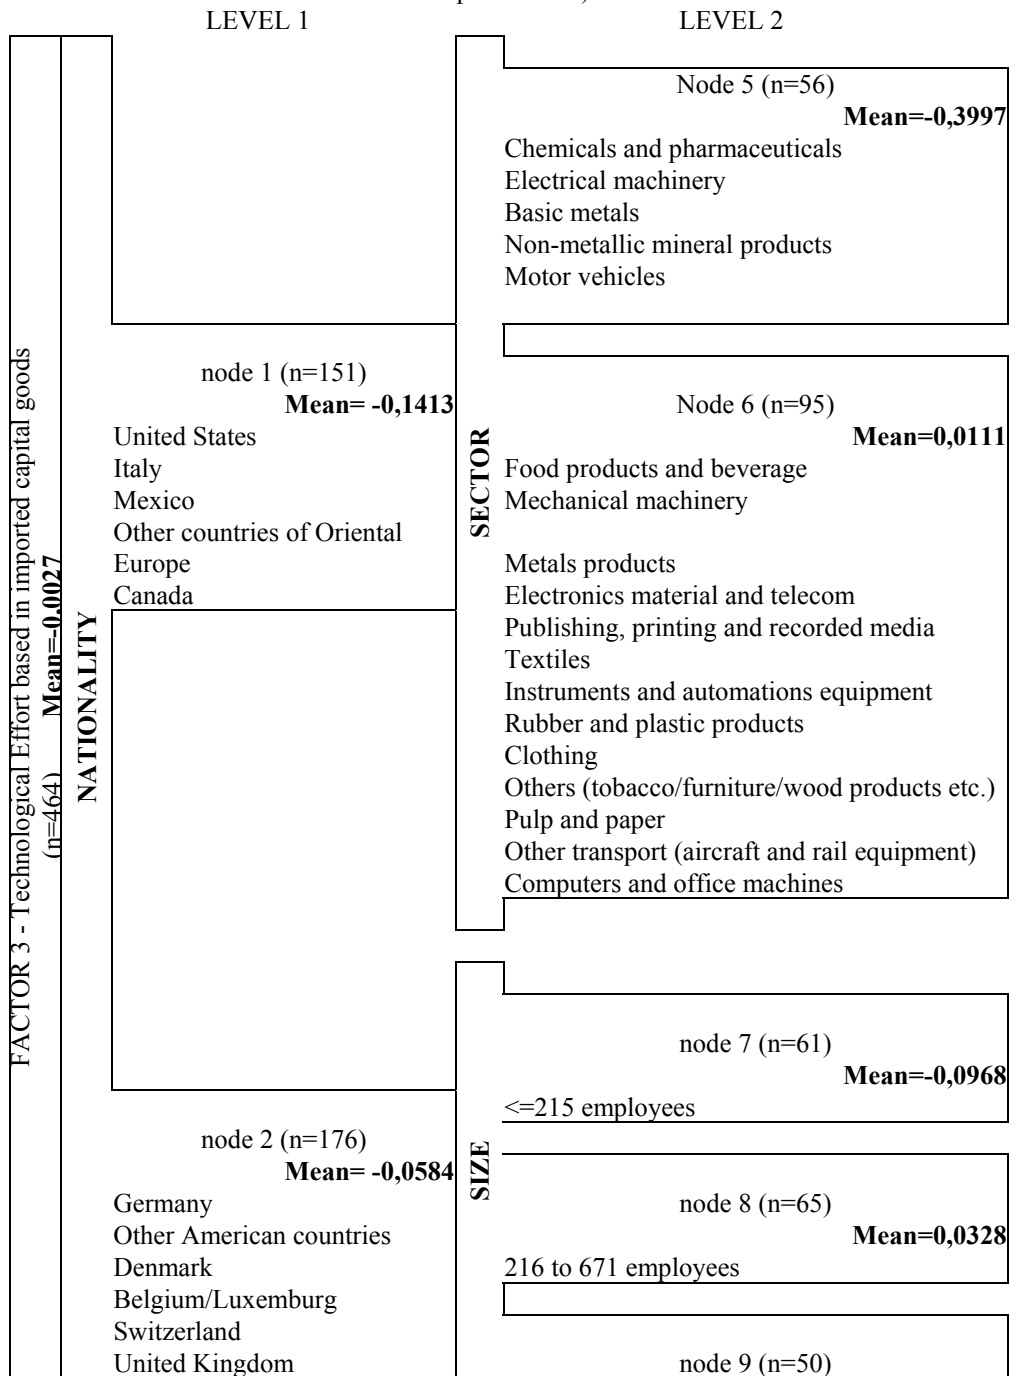 LEVEL 1
LEVEL 2
FACTOR 3 - Technological Effort based in imported capital goods
(n=464) Mean=-0,0027
NATIONALITY
node 1 (n=151)
Mean= -0,1413
United States
Italy
Mexico
Other countries of Oriental
Europe
Canada
SECTOR
Node 5 (n=56)
Mean=-0,3997
Chemicals and pharmaceuticals
Electrical machinery
Basic metals
Non-metallic mineral products
Motor vehicles
Node 6 (n=95)
Mean=0,0111
Food products and beverage
Mechanical machinery
Metals products
Electronics material and telecom
Publishing, printing and recorded media
Textiles
Instruments and automations equipment
Rubber and plastic products
Clothing
Others (tobacco/furniture/wood products etc.)
Pulp and paper
Other transport (aircraft and rail equipment)
Computers and office machines
node 2 (n=176)
Mean= -0,0584
Germany
Other American countries
Denmark
Belgium/Luxemburg
Switzerland
United Kingdom
SIZE
node 7 (n=61)
Mean=-0,0968
<=215 employees
node 8 (n=65)
Mean=0,0328
216 to 671 employees
node 9 (n=50)